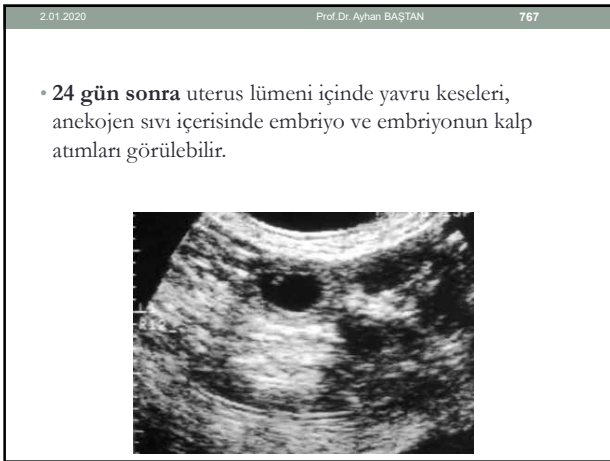 2.01.2020 Prof.Dr. Ayhan BAŞTAN 767
• 24 gün sonra uterus lümeni içinde yavru keseleri,
anekojen sıvı içerisinde embriyo ve embriyonun kalp
atımları görülebilir.